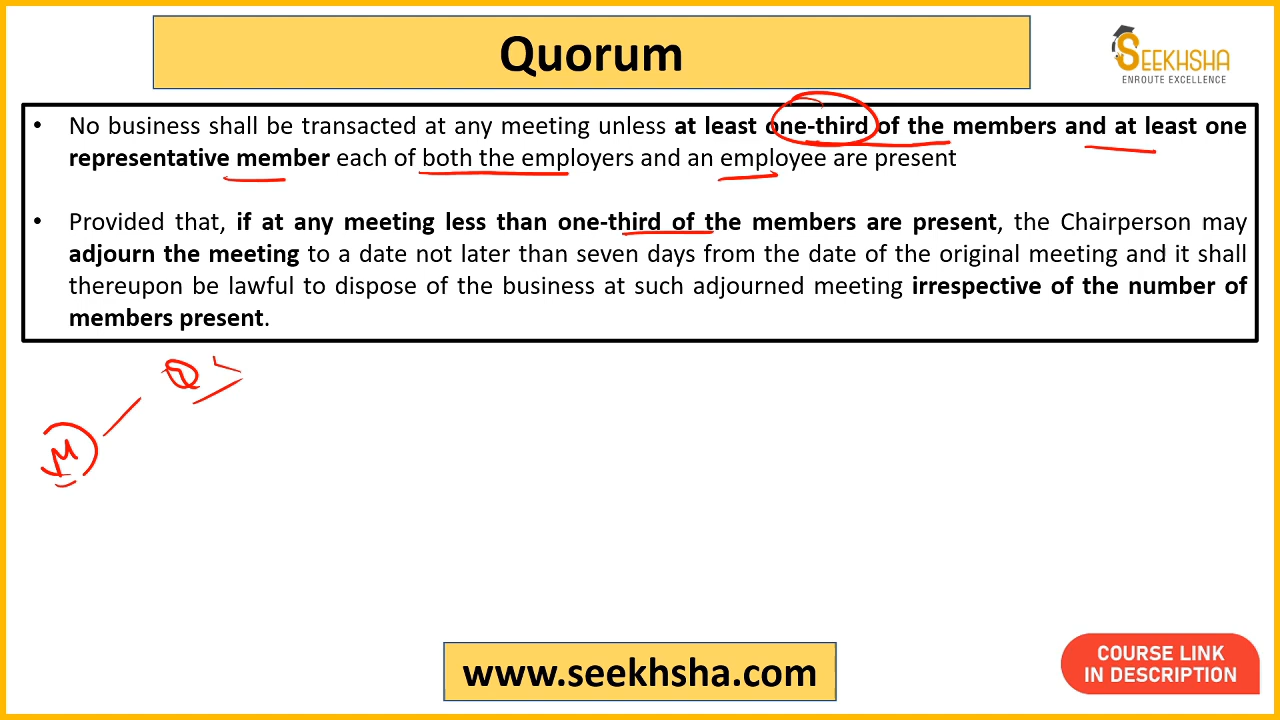 Quorum
SEEKHSHA
ENROUTE EXCELLENCE
• No business shall be transacted at any meeting unless at least one-third of the members and at least one
representative member each of both the employers and an employee are present
• Provided that, if at any meeting less than one-third of the members are present, the Chairperson may
adjourn the meeting to a date not later than seven days from the date of the original meeting and it shall
thereupon be lawful to dispose of the business at such adjourned meeting irrespective of the number of
members present.
Q
M
www.seekhsha.com
COURSE LINK
IN DESCRIPTION